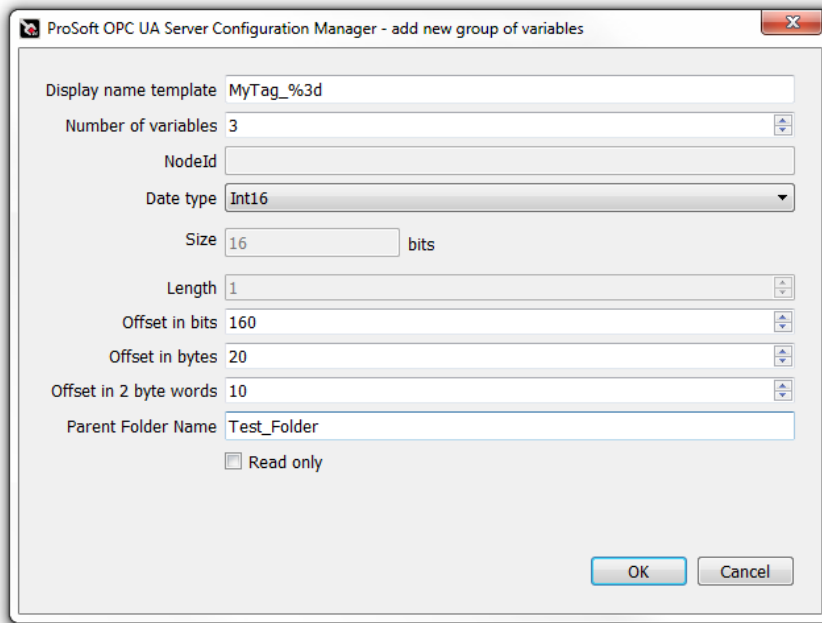 ProSoft OPC UA Server Configuration Manager - add new group of variables
Display name template MyTag_%3d
Number of variables 3
NodeId
Date type Int16
Size 16 bits
Length 1
Offset in bits 160
Offset in bytes 20
Offset in 2 byte words 10
Parent Folder Name Test_Folder
Read only
OK Cancel